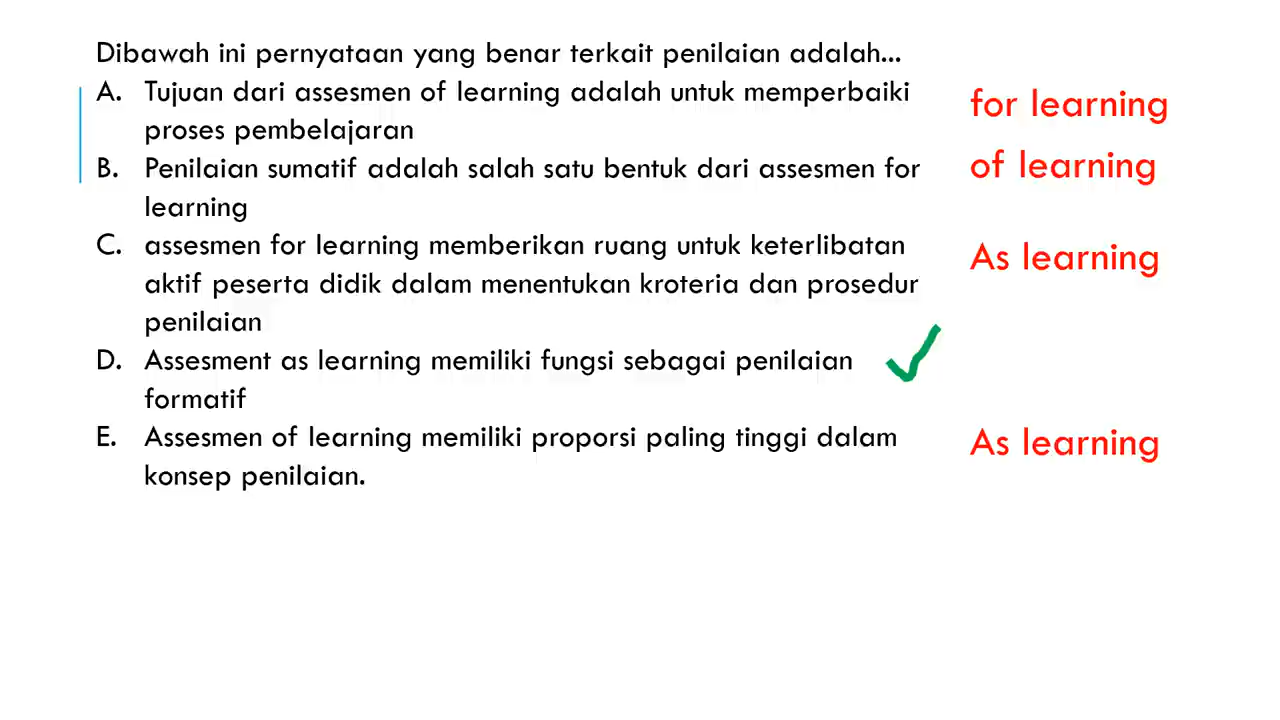 Dibawah ini pernyataan yang benar terkait penilaian adalah...
A. Tujuan dari assesmen of learning adalah untuk memperbaiki
proses pembelajaran
for learning
B. Penilaian sumatif adalah salah satu bentuk dari assesmen for
learning
of learning
C. assesmen for learning memberikan ruang untuk keterlibatan
aktif peserta didik dalam menentukan kroteria dan prosedur
penilaian
As learning
D. Assesment as learning memiliki fungsi sebagai penilaian
formatif
E. Assesmen of learning memiliki proporsi paling tinggi dalam
konsep penilaian.
As learning